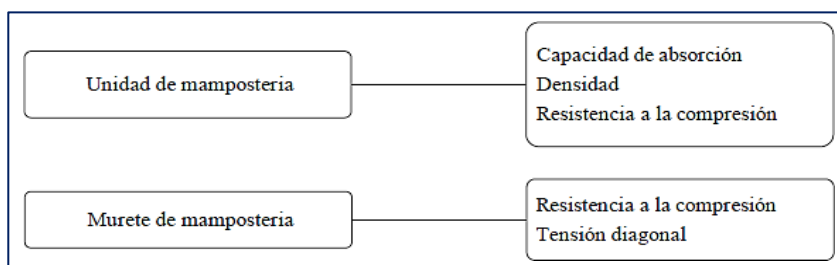 Unidad de mamposteria
Capacidad de absorción
Densidad
Resistencia a la compresión
Murete de mamposteria
Resistencia a la compresión
Tensión diagonal